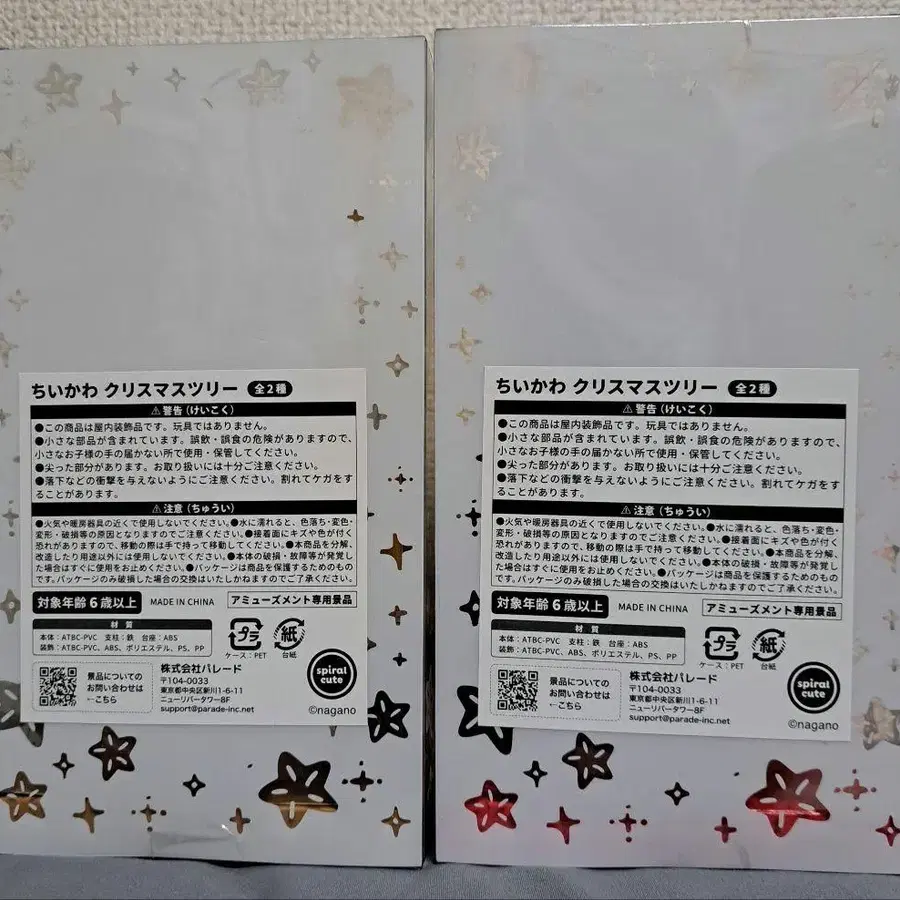 ちいかわ クリスマスツリー 全2種
⚠警告(けいこく)
●この商品は屋内装飾品です。玩具ではありません。
●小さな部品が含まれています。誤飲・誤食の危険がありますので、
小さなお子様の手の届かない所で使用・保管してください。
●尖った部分があります。お取り扱いには十分ご注意ください。
●落下などの衝撃を与えないようにご注意ください。割れてケガをす
ることがあります。
⚠注意(ちゅうい)
●火気や暖房器具の近くで使用しないでください。●水に濡れると、色落ち・変色・
変形・破損等の原因となりますのでご注意ください。●接着面にキズや色が付く
恐れがありますので、移動の際は手で持って移動してください。●本商品を分解、
改造したり用途以外には使用しないでください。●本体の破損・故障等が発覚し
た場合はすぐに使用をお止めください。●パッケージは商品を保護するためのもの
です。パッケージのみ破損した場合の交換はいたしかねますのでご了承ください。
対象年齢6歳以上 MADE IN CHINA アミューズメント専用景品
材質
本体:ATBC-PVC 支柱:鉄 台座:ABS
装飾:ATBC-PVC、ABS、ポリエステル、PS、PP
プラ
ケース:PET
紙
台紙
景品についての
お問い合わせは
←こちら
株式会社パレード
〒104-0033
東京都中央区新川1-6-11
ニューリバータワー8F
support@parade-inc.net
spiral
cute
©nagano
ちいかわ クリスマスツリー 全2種
⚠警告(けいこく)
●この商品は屋内装飾品です。玩具ではありません。
●小さな部品が含まれています。誤飲・誤食の危険がありますので、
小さなお子様の手の届かない所で使用・保管してください。
●尖った部分があります。お取り扱いには十分ご注意ください。
●落下などの衝撃を与えないようにご注意ください。割れてケガをす
ることがあります。
⚠注意(ちゅうい)
●火気や暖房器具の近くで使用しないでください。●水に濡れると、色落ち・変色・
変形・破損等の原因となりますのでご注意ください。●接着面にキズや色が付く
恐れがありますので、移動の際は手で持って移動してください。●本商品を分解、
改造したり用途以外には使用しないでください。●本体の破損・故障等が発覚し
た場合はすぐに使用をお止めください。●パッケージは商品を保護するためのもの
です。パッケージのみ破損した場合の交換はいたしかねますのでご了承ください。
対象年齢6歳以上 MADE IN CHINA アミューズメント専用景品
材質
本体:ATBC-PVC 支柱:鉄 台座:ABS
装飾:ATBC-PVC、ABS、ポリエステル、PS、PP
プラ
ケース:PET
紙
台紙
景品についての
お問い合わせは
←こちら
株式会社パレード
〒104-0033
東京都中央区新川1-6-11
ニューリバータワー8F
support@parade-inc.net
spiral
cute
©nagano